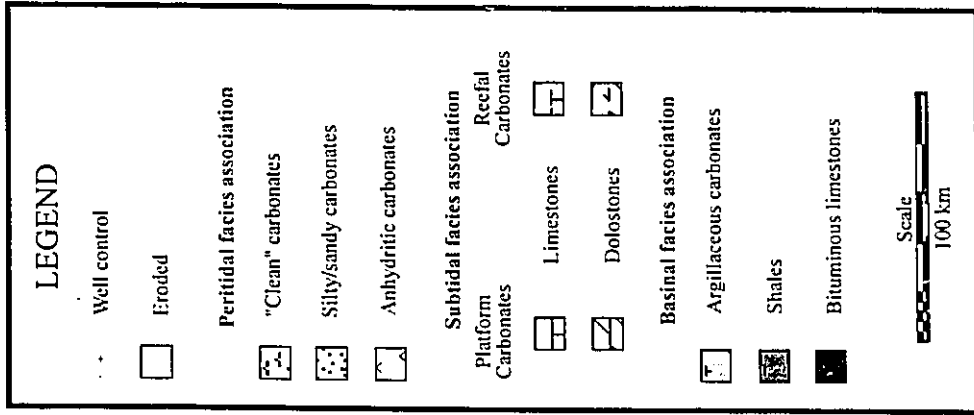 LEGEND
Well control
Eroded
Peritidal facies association
"Clean" carbonates
Silty/sandy carbonates
Anhydritic carbonates
Subtidal facies association
Platform
Carbonates
Reefal
Carbonates
Limestones
Dolostones
Basinal facies association
Argillaceous carbonates
Shales
Bituminous limestones
Scale
100 km